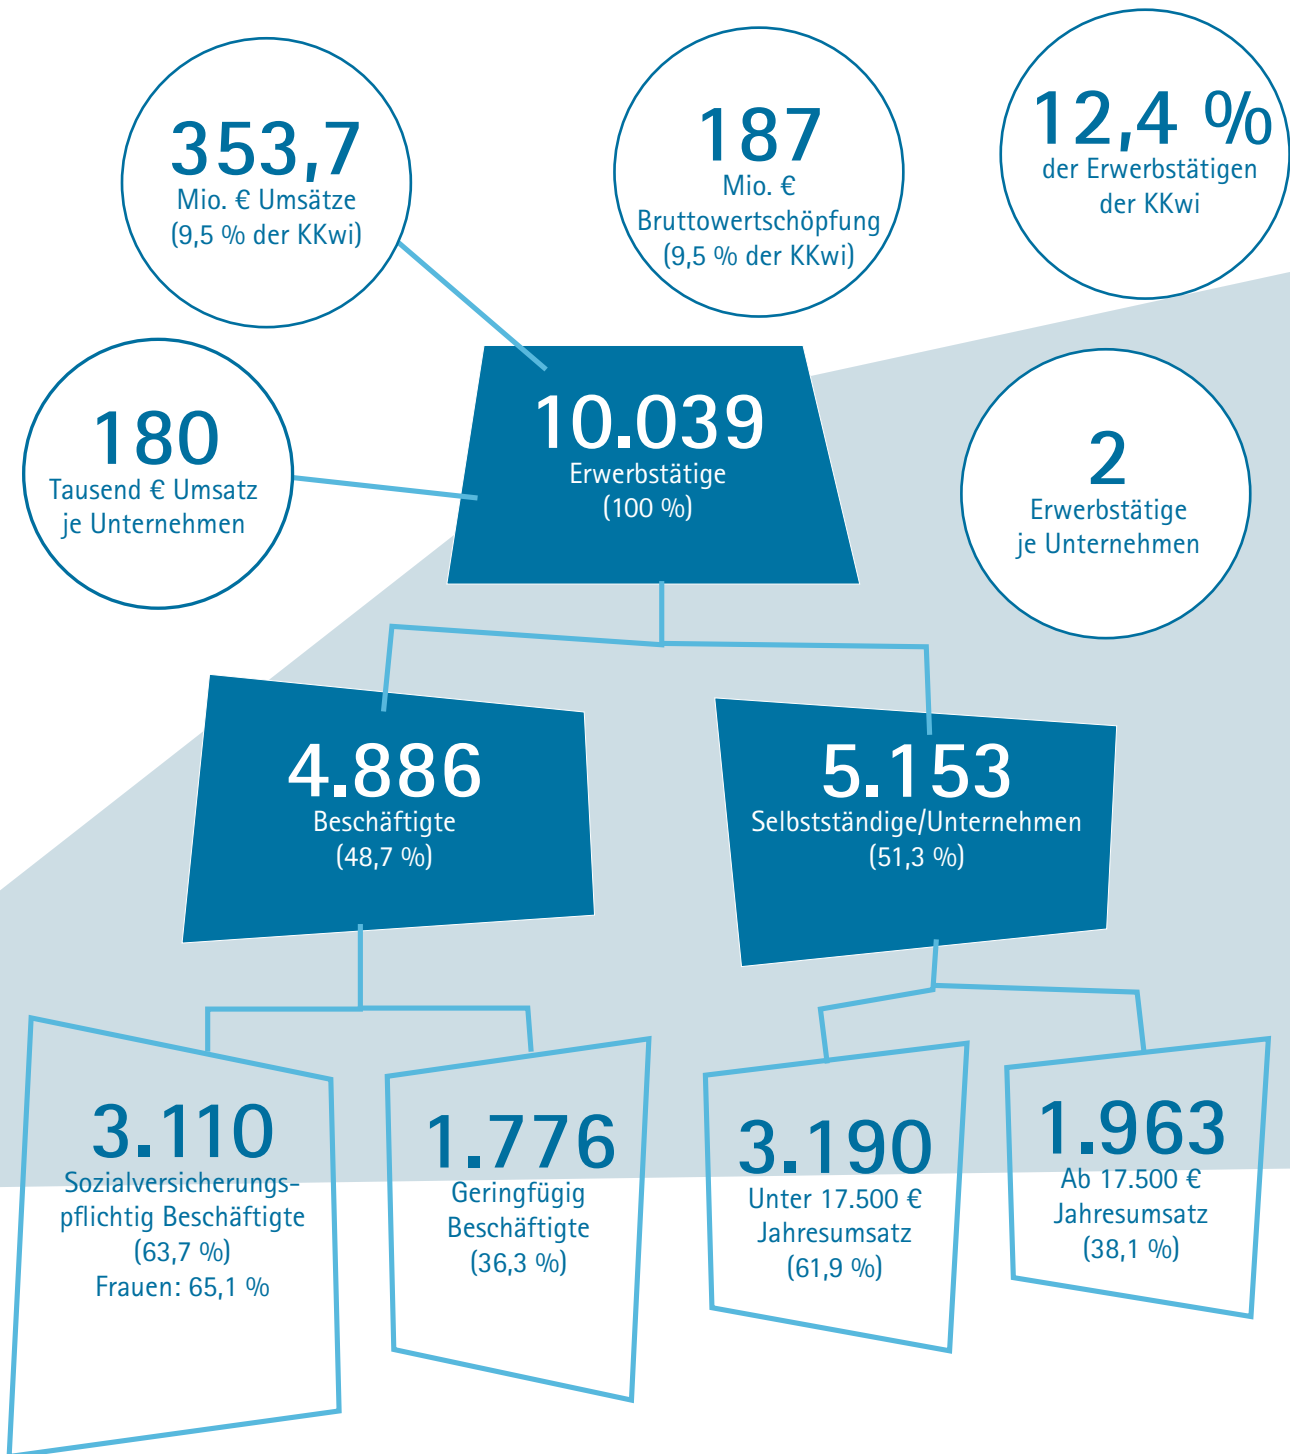 353,7
Mio. € Umsätze
(9,5 % der KKwi)
187
Mio. €
Bruttowertschöpfung
(9,5 % der KKwi)
12,4 %
der Erwerbstätigen
der KKwi
180
Tausend € Umsatz
je Unternehmen
10.039
Erwerbstätige
(100 %)
2
Erwerbstätige
je Unternehmen
4.886
Beschäftigte
(48,7 %)
5.153
Selbstständige/Unternehmen
(51,3 %)
3.110
Sozialversicherungs-
pflichtig Beschäftigte
(63,7 %)
Frauen: 65,1 %
1.776
Geringfügig
Beschäftigte
(36,3 %)
3.190
Unter 17.500 €
Jahresumsatz
(61,9 %)
1.963
Ab 17.500 €
Jahresumsatz
(38,1 %)